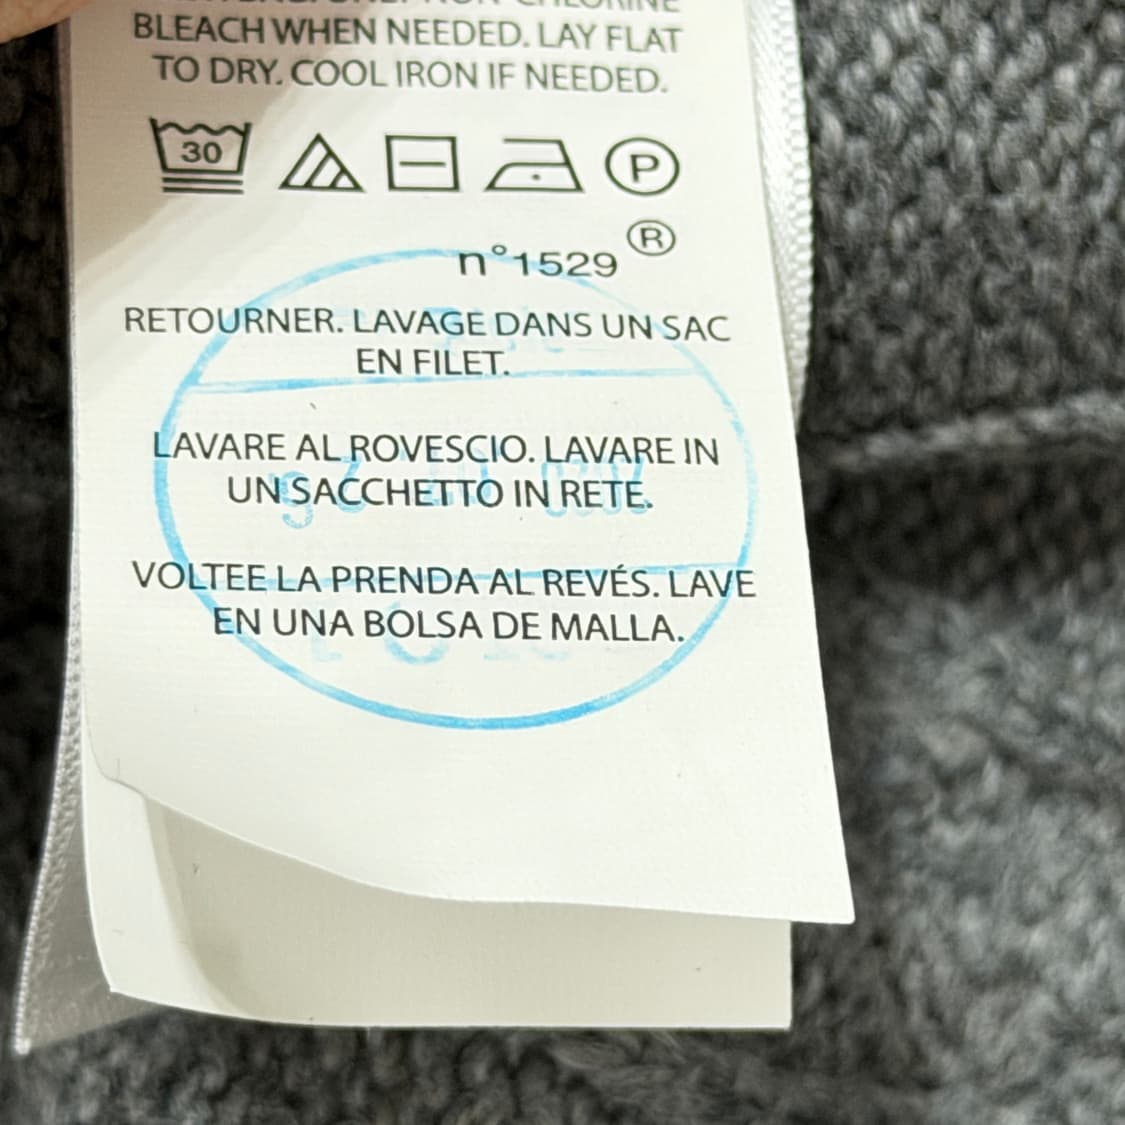 BLEACH WHEN NEEDED. LAY FLAT
TO DRY. COOL IRON IF NEEDED.
30 P
®
n°1529
RETOURNER. LAVAGE DANS UN SAC
EN FILET.
LAVARE AL ROVESCIO. LAVARE IN
UN SACCHETTO IN RETE.
VOLTEE LA PRENDA AL REVÉS. LAVE
EN UNA BOLSA DE MALLA.